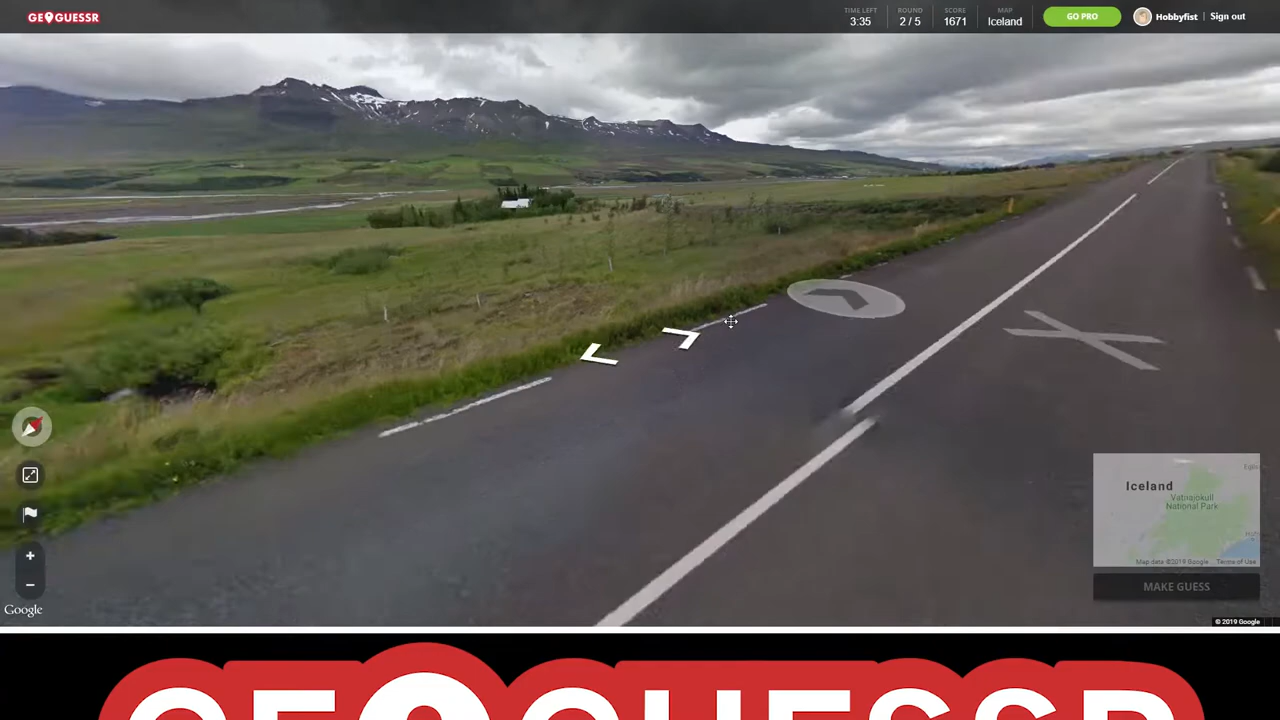 GEOGUESSR
TIME LEFT
3:35
ROUND
2 / 5
SCORE
1671
MAP
Iceland
GO PRO
Hobbyfist
Sign out
Iceland
Vatnajokull
National Park
Map data ©2019 Google
Terms of Use
MAKE GUESS
+
−
Google
© 2019 Google
GEOGUESSR